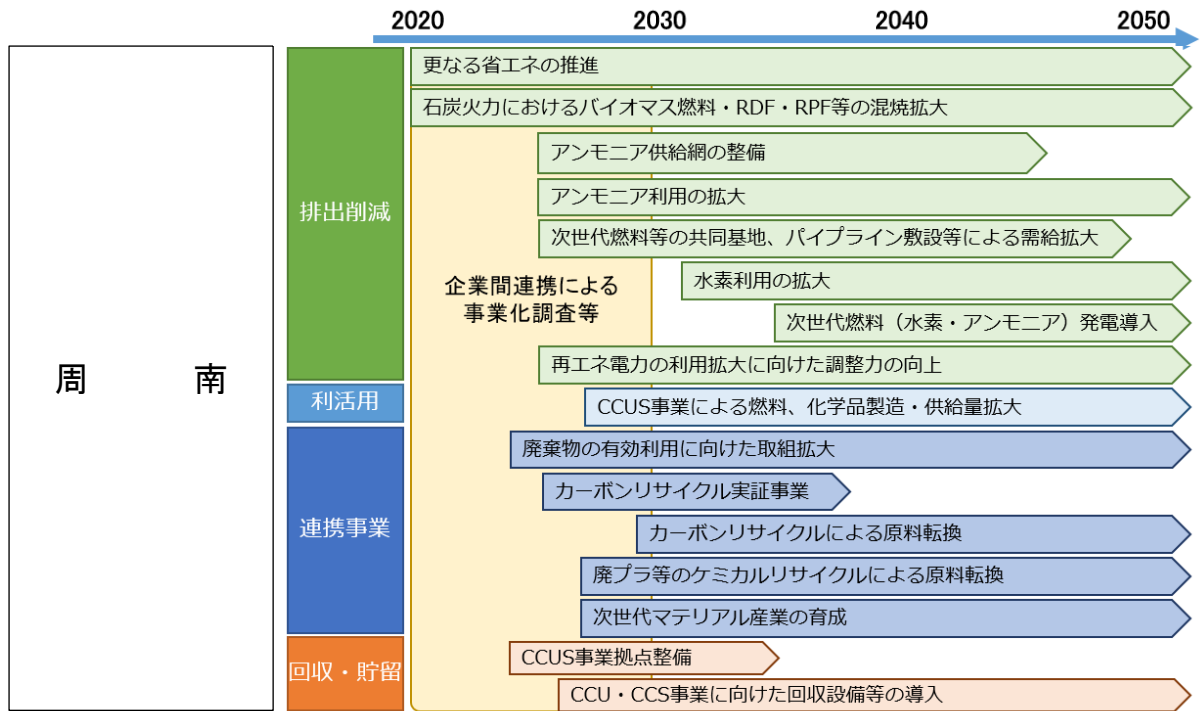 2020 2030 2040 2050
周南
排出削減
更なる省エネの推進
石炭火力におけるバイオマス燃料・RDF・RPF等の混焼拡大
アンモニア供給網の整備
アンモニア利用の拡大
次世代燃料等の共同基地、パイプライン敷設等による需給拡大
水素利用の拡大
次世代燃料（水素・アンモニア）発電導入
再エネ電力の利用拡大に向けた調整力の向上
企業間連携による
事業化調査等
利活用
CCUS事業による燃料、化学品製造・供給量拡大
連携事業
廃棄物の有効利用に向けた取組拡大
カーボンリサイクル実証事業
カーボンリサイクルによる原料転換
廃プラ等のケミカルリサイクルによる原料転換
次世代マテリアル産業の育成
回収・貯留
CCUS事業拠点整備
CCU・CCS事業に向けた回収設備等の導入